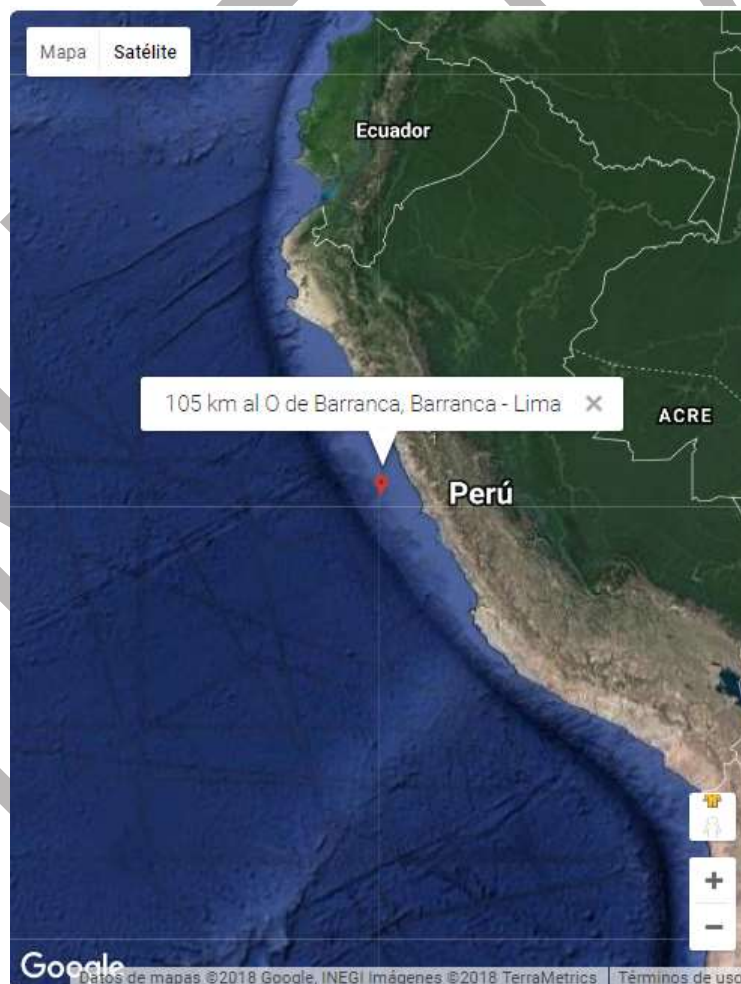 Mapa Satélite
Ecuador
105 km al O de Barranca, Barranca - Lima ×
ACRE
Perú
+
−
Google
Datos de mapas ©2018 Google, INEGI Imágenes ©2018 TerraMetrics Términos de uso